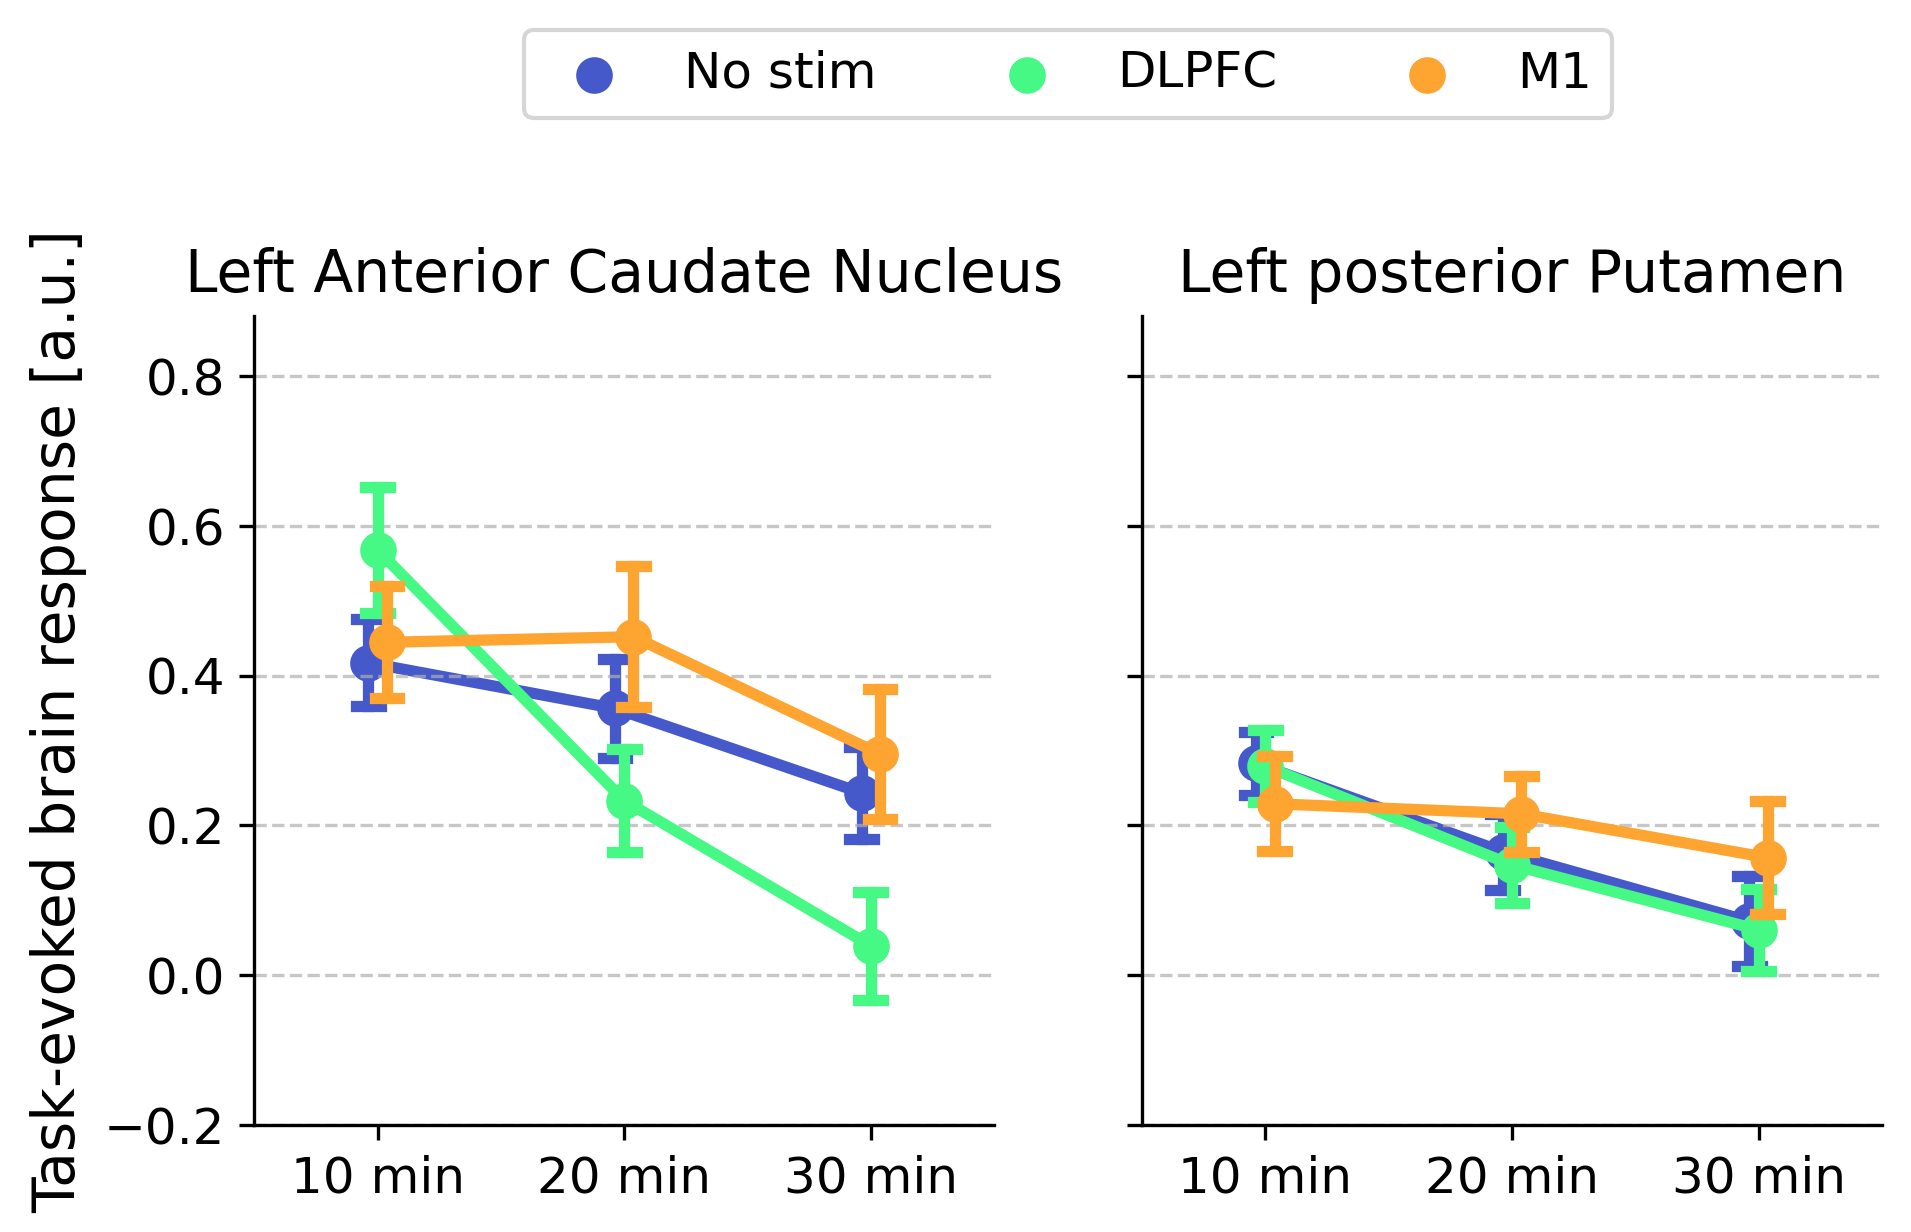 No stim DLPFC M1
Left Anterior Caudate Nucleus
Left posterior Putamen
Task-evoked brain response [a.u.]
0.8
0.6
0.4
0.2
0.0
−0.2
10 min 20 min 30 min
10 min 20 min 30 min